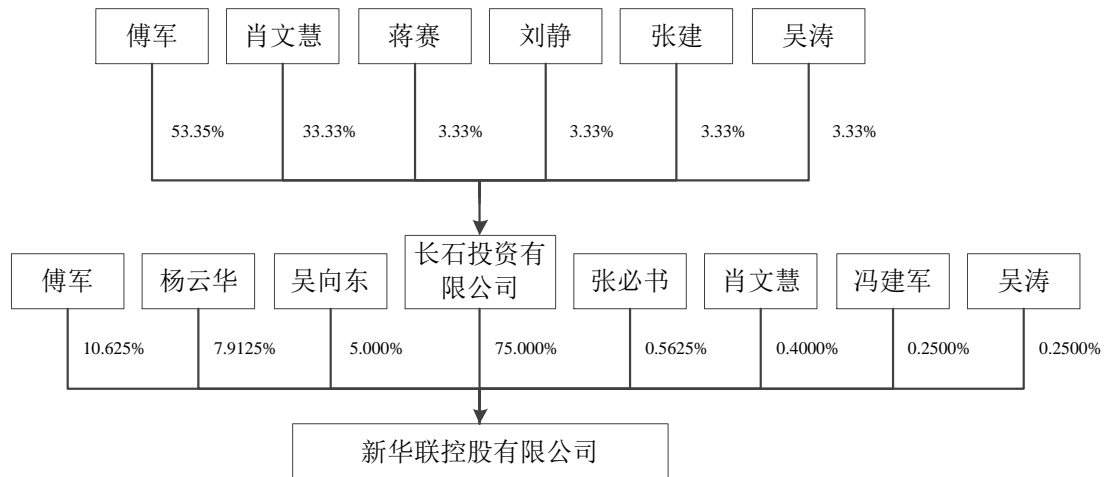 傅军 肖文慧 蒋赛 刘静 张建 吴涛
53.35% 33.33% 3.33% 3.33% 3.33% 3.33%
长石投资有
限公司
傅军 杨云华 吴向东 张必书 肖文慧 冯建军 吴涛
10.625% 7.9125% 5.000% 75.000% 0.5625% 0.4000% 0.2500% 0.2500%
新华联控股有限公司